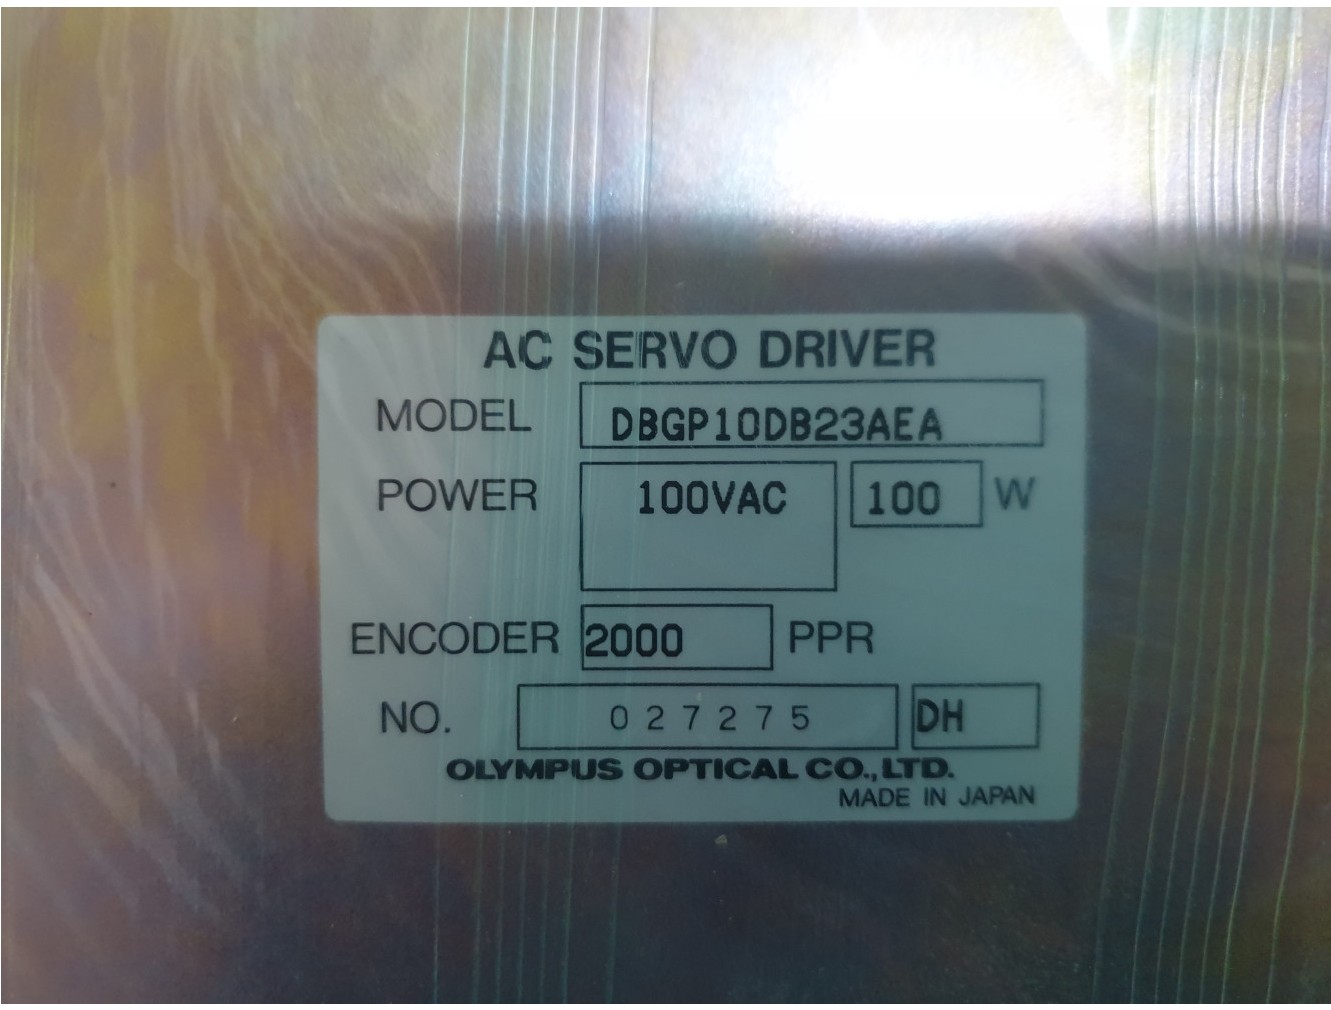 AC SERVO DRIVER
MODEL DBGP10DB23AEA
POWER 100VAC 100 W
ENCODER 2000 PPR
NO. 027275 DH
OLYMPUS OPTICAL CO.,LTD.
MADE IN JAPAN